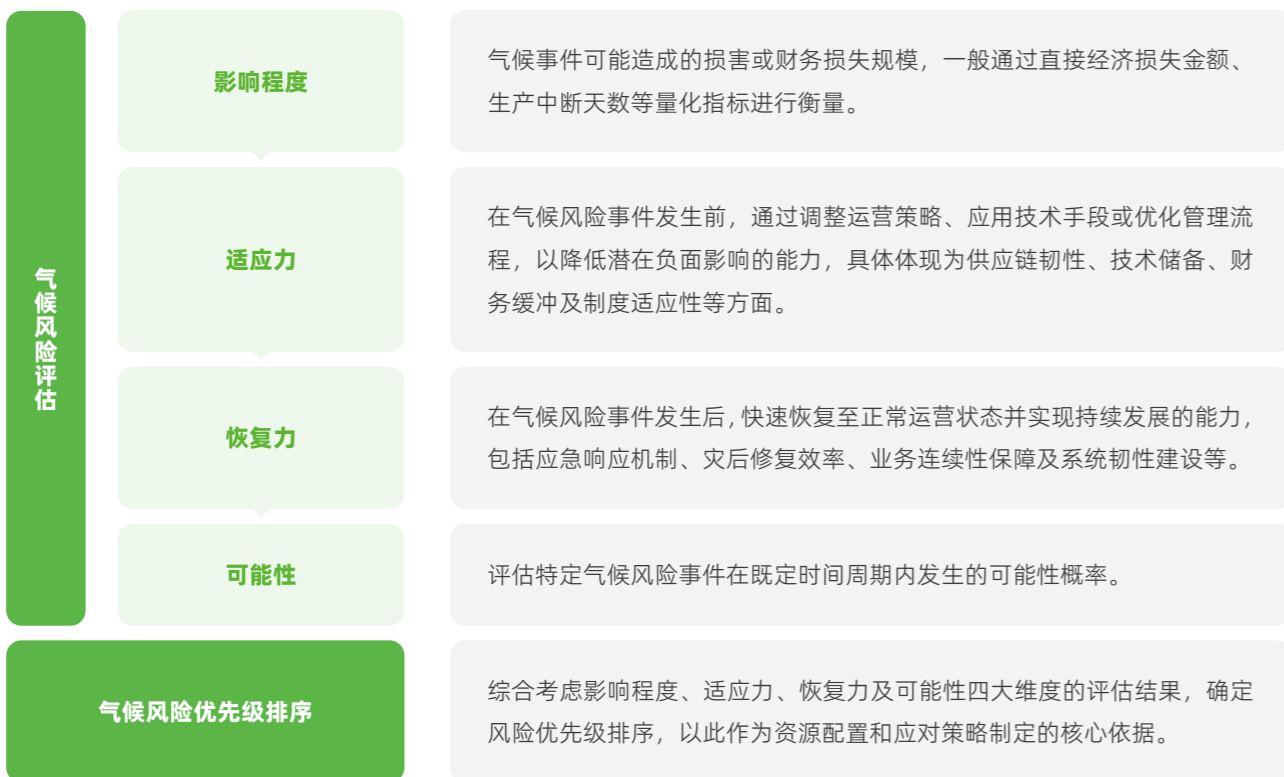 气候风险评估
影响程度
气候事件可能造成的损害或财务损失规模，一般通过直接经济损失金额、
生产中断天数等量化指标进行衡量。
适应力
在气候风险事件发生前，通过调整运营策略、应用技术手段或优化管理流
程，以降低潜在负面影响的能力，具体体现为供应链韧性、技术储备、财
务缓冲及制度适应性等方面。
恢复力
在气候风险事件发生后，快速恢复至正常运营状态并实现持续发展的能力，
包括应急响应机制、灾后修复效率、业务连续性保障及系统韧性建设等。
可能性
评估特定气候风险事件在既定时间周期内发生的可能性概率。
气候风险优先级排序
综合考虑影响程度、适应力、恢复力及可能性四大维度的评估结果，确定
风险优先级排序，以此作为资源配置和应对策略制定的核心依据。